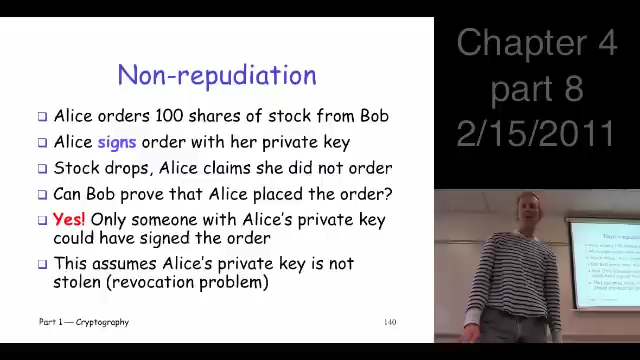 Non-repudiation
Alice orders 100 shares of stock from Bob
Alice signs order with her private key
Stock drops, Alice claims she did not order
Can Bob prove that Alice placed the order?
Yes! Only someone with Alice's private key
could have signed the order
This assumes Alice's private key is not
stolen (revocation problem)
Part 1 — Cryptography
140
Chapter 4
part 8
2/15/2011
Non-repudiation